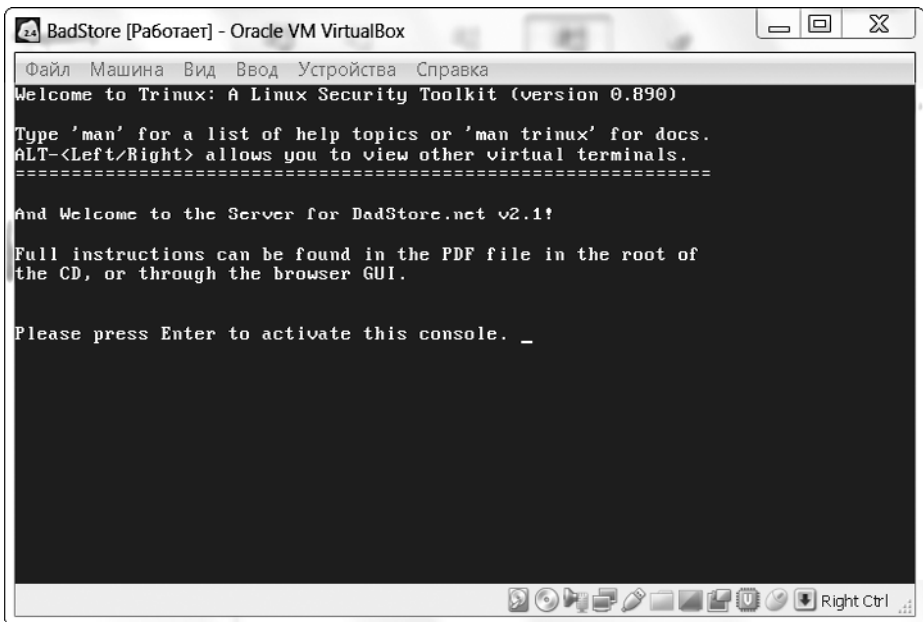 BadStore [Работает] - Oracle VM VirtualBox
Файл Машина Вид Ввод Устройства Справка
Welcome to Trinux: A Linux Security Toolkit (version 0.890)
Type 'man' for a list of help topics or 'man trinux' for docs.
ALT-<Left/Right> allows you to view other virtual terminals.
==============================================================
And Welcome to the Server for DadStore.net v2.1!
Full instructions can be found in the PDF file in the root of
the CD, or through the browser GUI.
Please press Enter to activate this console. _
Right Ctrl